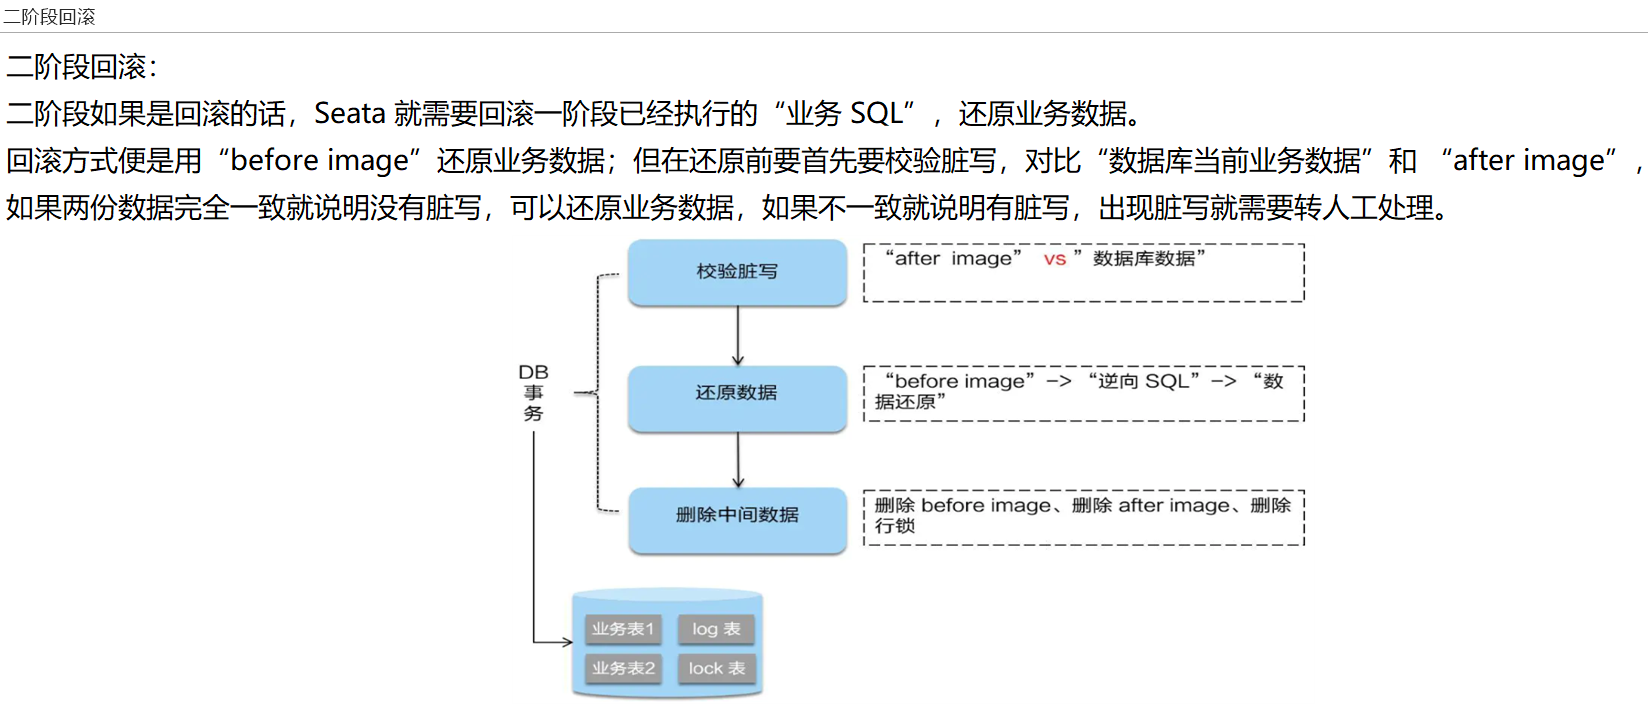 二阶段回滚
二阶段回滚：
二阶段如果是回滚的话，Seata 就需要回滚一阶段已经执行的“业务 SQL”，还原业务数据。
回滚方式便是用“before image”还原业务数据；但在还原前要首先要校验脏写，对比“数据库当前业务数据”和 “after image”，
如果两份数据完全一致就说明没有脏写，可以还原业务数据，如果不一致就说明有脏写，出现脏写就需要转人工处理。
校验脏写
“after image” vs ”数据库数据”
DB
事
务
还原数据
“before image”—> “逆向 SQL”—> “数
据还原”
删除中间数据
删除 before image、删除 after image、删除
行锁
业务表1
log 表
业务表2
lock 表